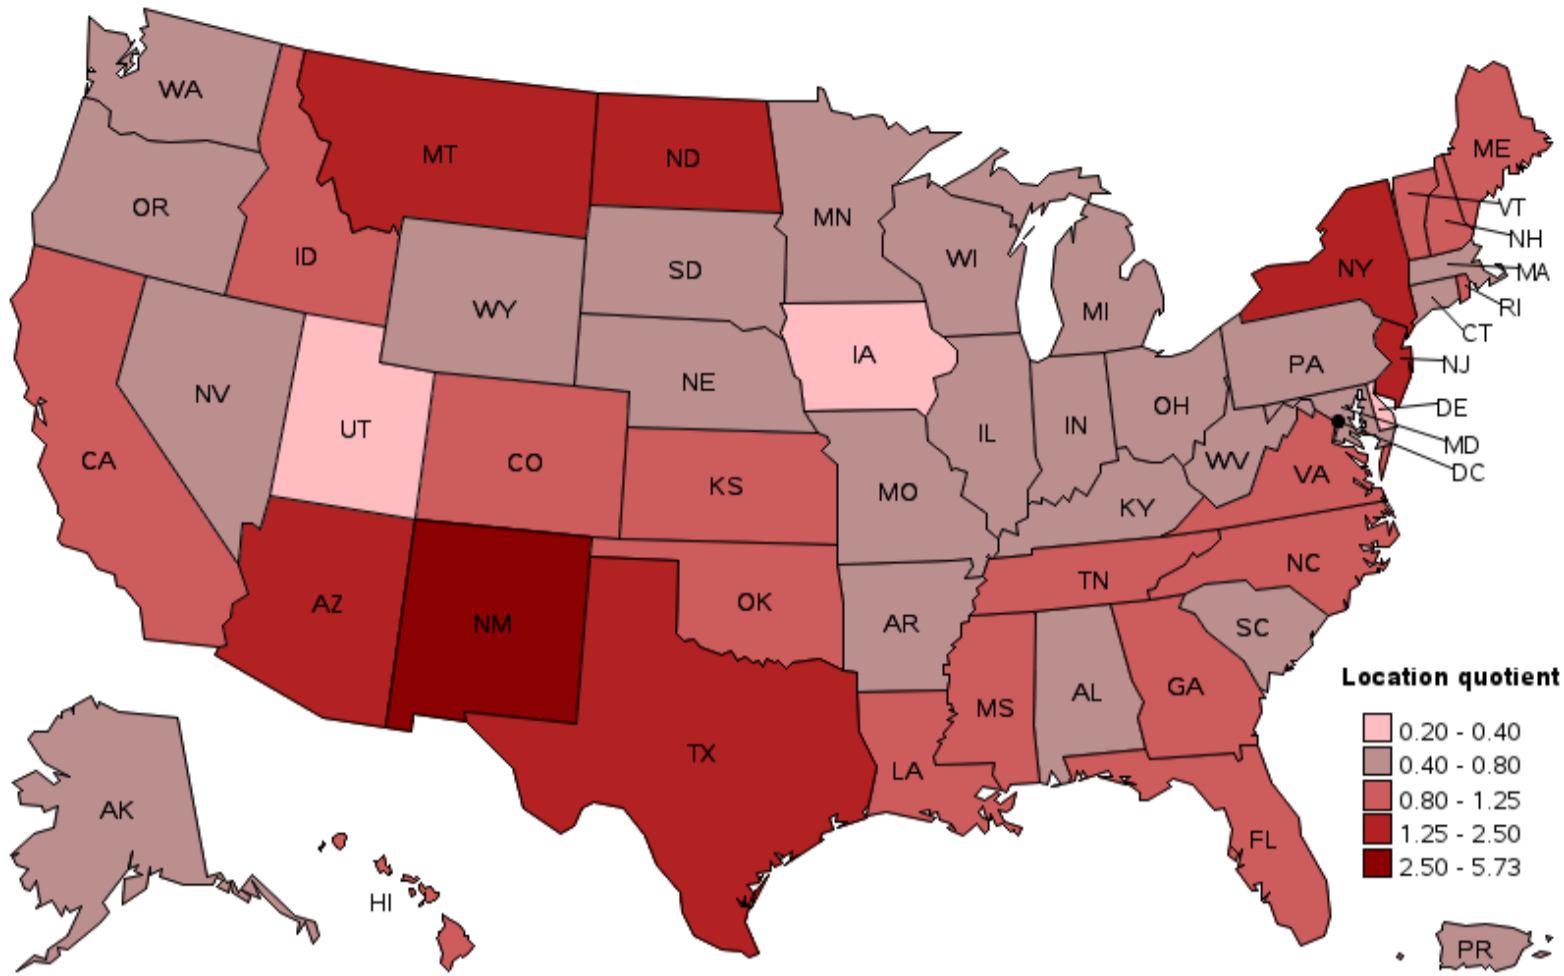 WA
MT
ND
ME
OR
MN
VT
ID
NH
WI
NY
SD
MA
WY
MI
RI
CT
IA
PA
NJ
NE
NV
OH
DE
UT
IN
IL
MD
CA
CO
WV
DC
VA
KS
MO
KY
NC
TN
AZ
OK
NM
AR
SC
Location quotient
GA
AL
MS
0.20 - 0.40
TX
0.40 - 0.80
LA
0.80 - 1.25
AK
1.25 - 2.50
FL
2.50 - 5.73
HI
PR